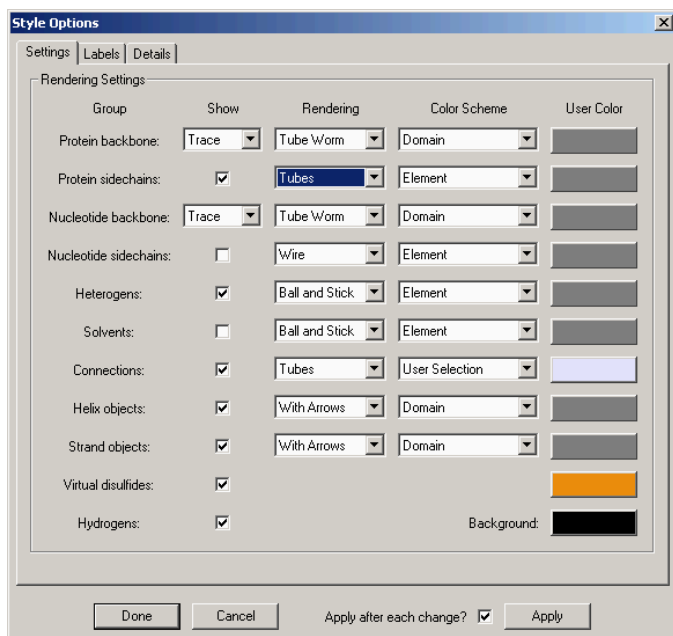 Style Options
Settings Labels Details
Rendering Settings
Group Show Rendering Color Scheme User Color
Protein backbone: Trace Tube Worm Domain
Protein sidechains: Tubes Element
Nucleotide backbone: Trace Tube Worm Domain
Nucleotide sidechains: Wire Element
Heterogens: Ball and Stick Element
Solvents: Ball and Stick Element
Connections: Tubes User Selection
Helix objects: With Arrows Domain
Strand objects: With Arrows Domain
Virtual disulfides:
Hydrogens: Background:
Done Cancel Apply after each change? Apply